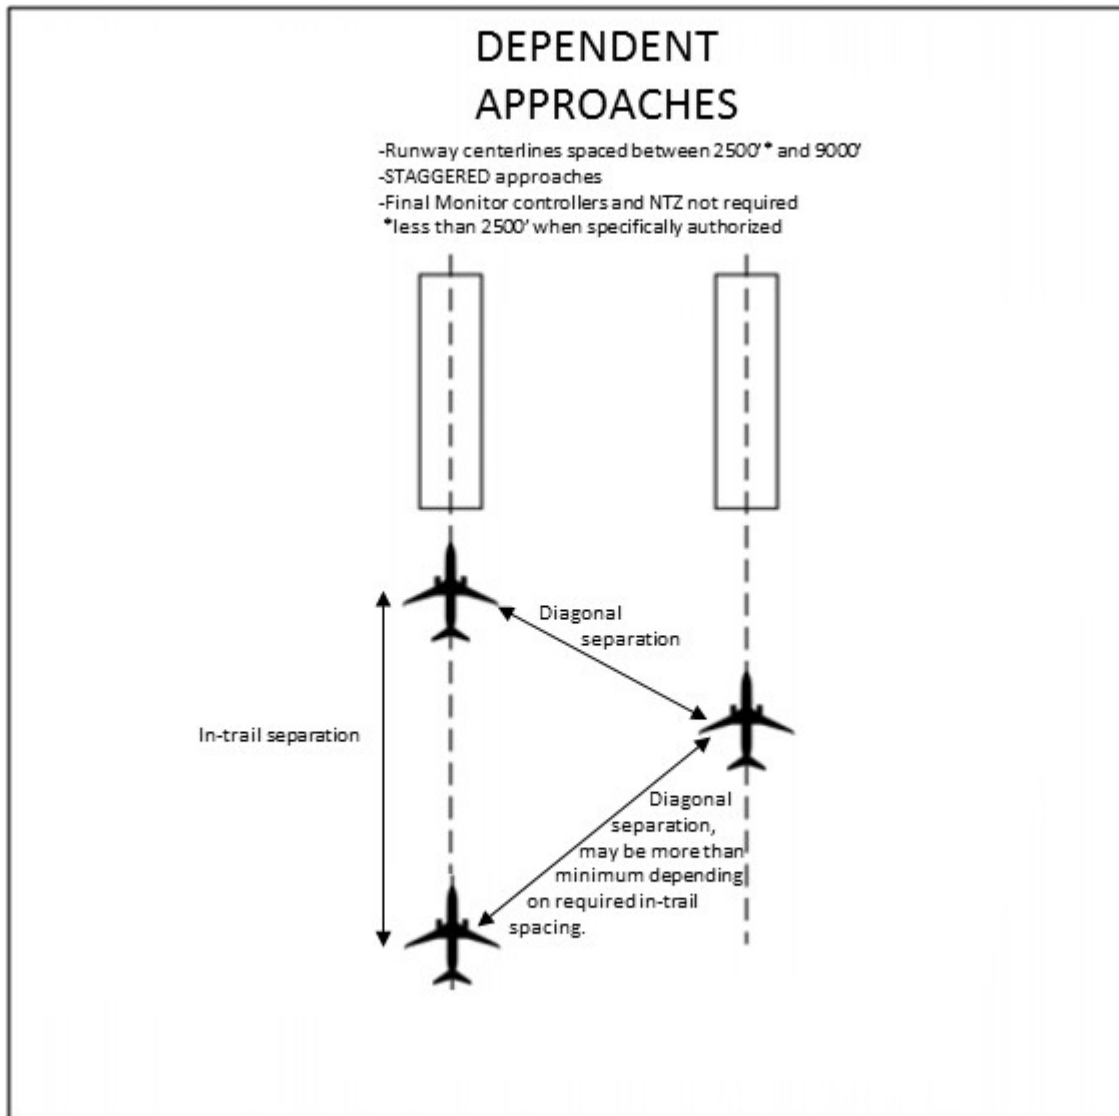 DEPENDENT
APPROACHES
-Runway centerlines spaced between 2500'* and 9000'
-STAGGERED approaches
-Final Monitor controllers and NTZ not required
*less than 2500' when specifically authorized
Diagonal
separation
In-trail separation
Diagonal
separation,
may be more than
minimum depending
on required in-trail
spacing.